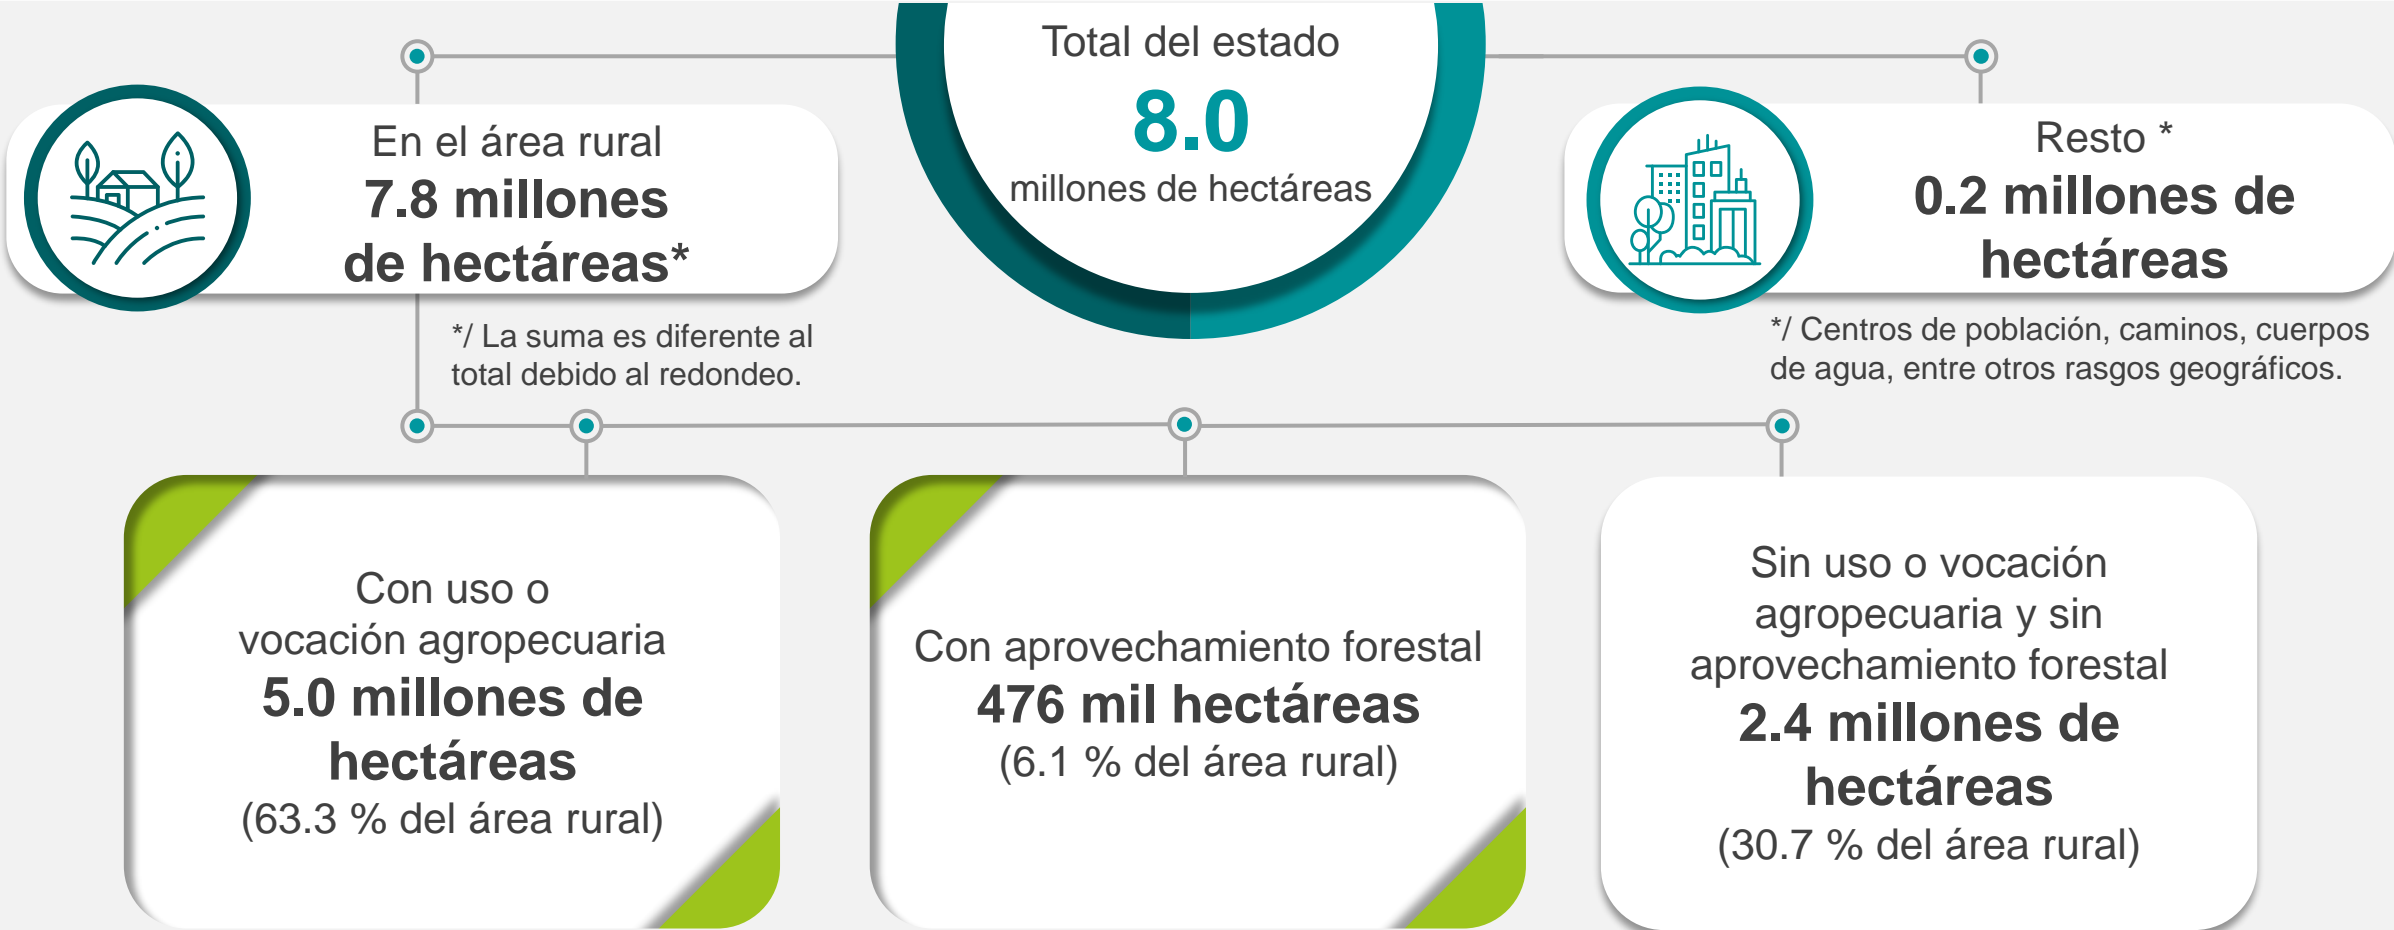 Total del estado
8.0
millones de hectáreas
En el área rural
7.8 millones
de hectáreas*
*/ La suma es diferente al
total debido al redondeo.
Resto *
0.2 millones de
hectáreas
*/ Centros de población, caminos, cuerpos
de agua, entre otros rasgos geográficos.
Con uso o
vocación agropecuaria
5.0 millones de
hectáreas
(63.3 % del área rural)
Con aprovechamiento forestal
476 mil hectáreas
(6.1 % del área rural)
Sin uso o vocación
agropecuaria y sin
aprovechamiento forestal
2.4 millones de
hectáreas
(30.7 % del área rural)